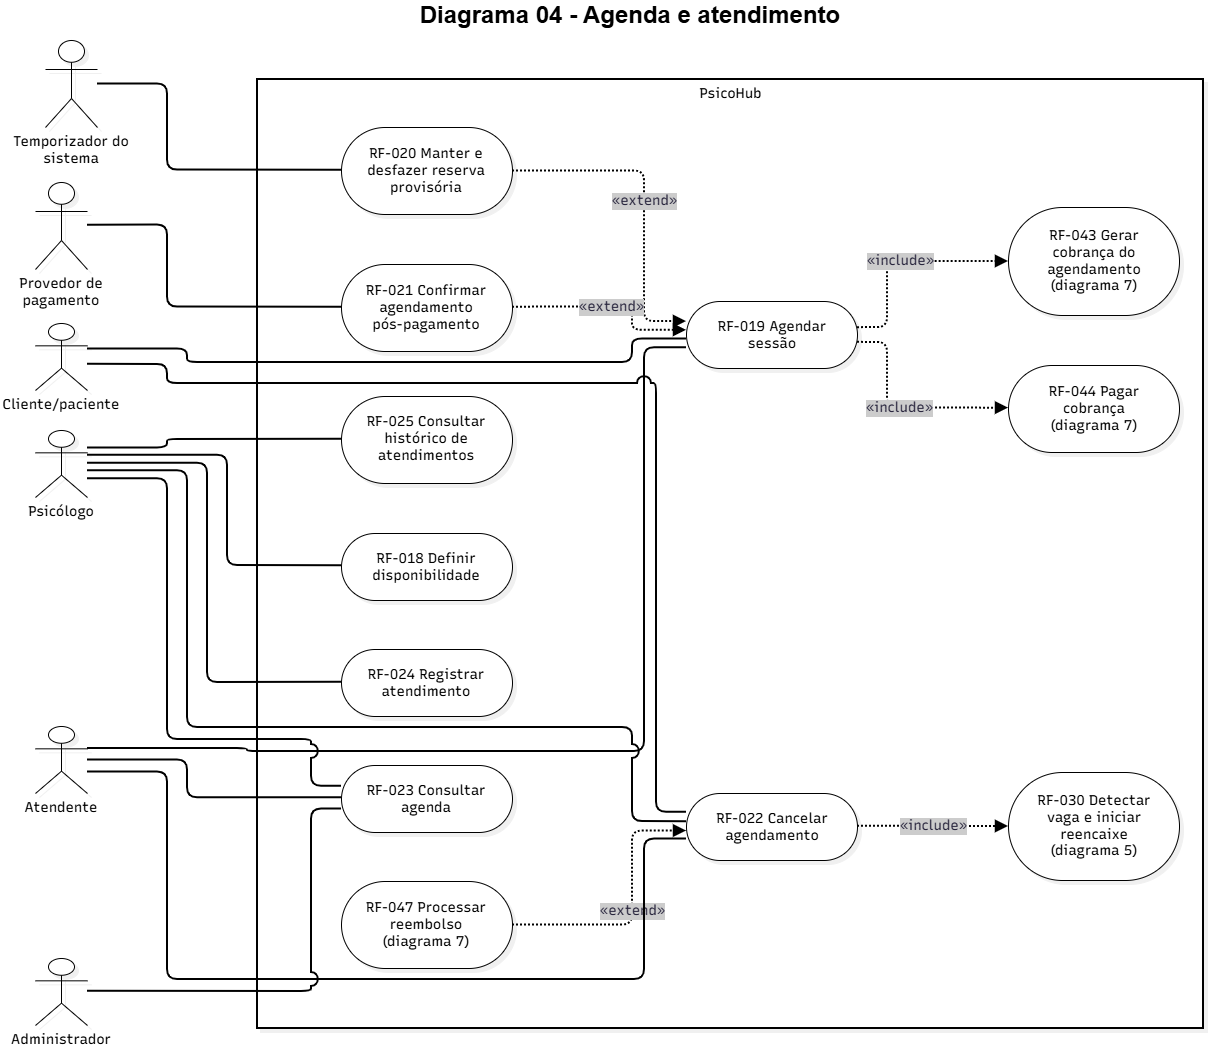 Diagrama 04 - Agenda e atendimento
PsicoHub
Temporizador do
sistema
Provedor de
pagamento
Cliente/paciente
Psicólogo
Atendente
Administrador
RF-020 Manter e
desfazer reserva
provisória
«extend»
RF-021 Confirmar
agendamento
pós-pagamento
«extend»
RF-019 Agendar
sessão
«include»
RF-043 Gerar
cobrança do
agendamento
(diagrama 7)
«include»
RF-044 Pagar
cobrança
(diagrama 7)
RF-025 Consultar
histórico de
atendimentos
RF-018 Definir
disponibilidade
RF-024 Registrar
atendimento
RF-023 Consultar
agenda
RF-022 Cancelar
agendamento
«include»
RF-030 Detectar
vaga e iniciar
reencaixe
(diagrama 5)
RF-047 Processar
reembolso
(diagrama 7)
«extend»